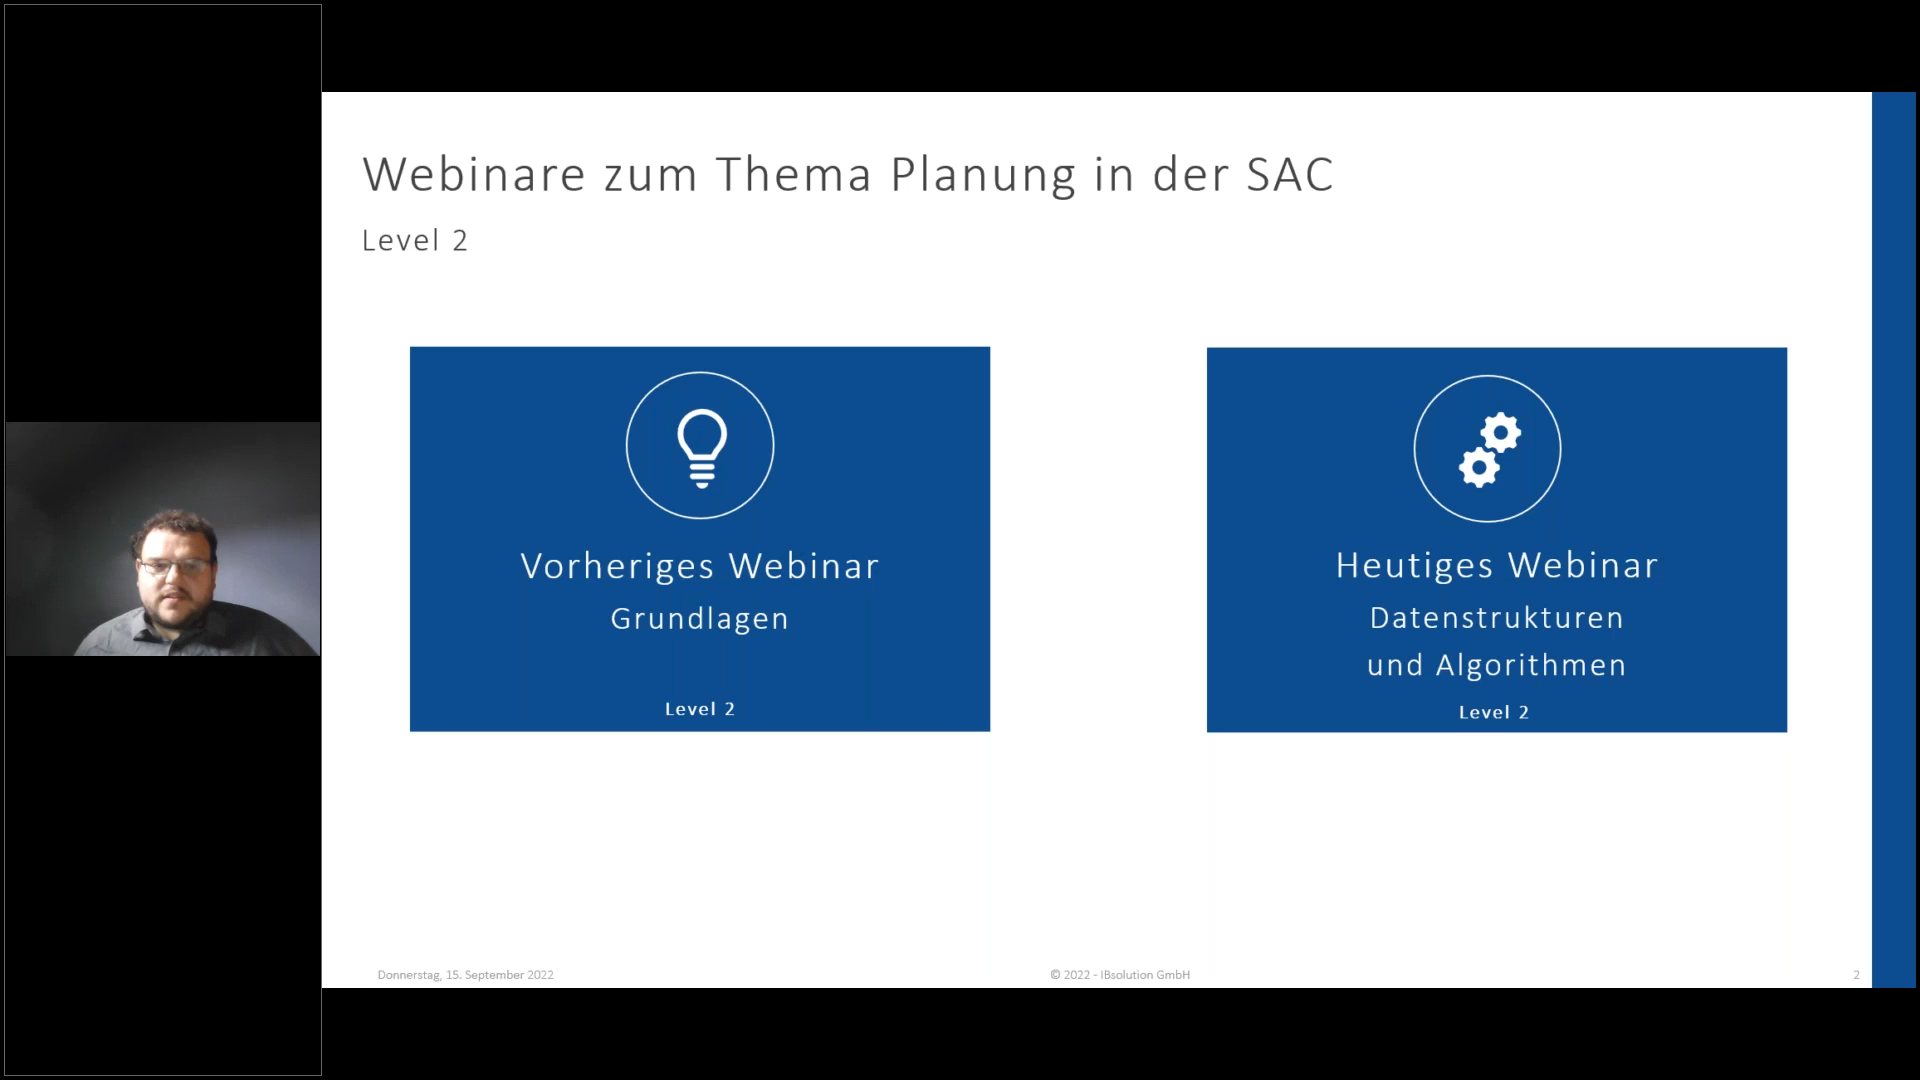 Webinare zum Thema Planung in der SAC
Level 2
Vorheriges Webinar
Grundlagen
Level 2
Heutiges Webinar
Datenstrukturen
und Algorithmen
Level 2
Donnerstag, 15. September 2022
© 2022 - IBsolution GmbH
2